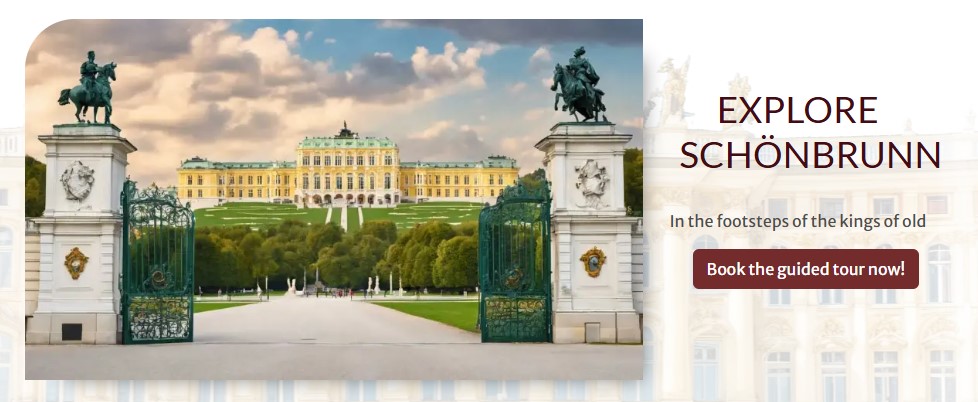 EXPLORE
SCHÖNBRUNN
In the footsteps of the kings of old
Book the guided tour now!